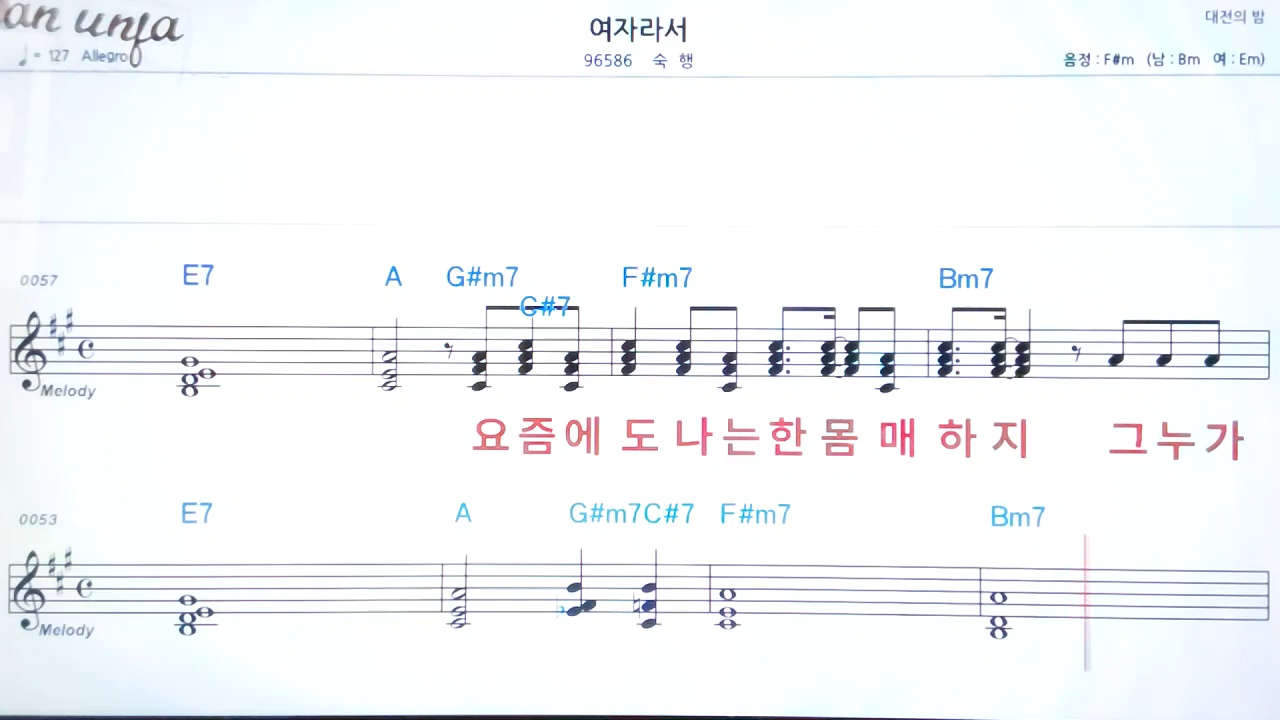 an unja
여자라서
대전의 밤
♩= 127 Allegro
96586 숙 행
음정 : F#m (남 : Bm 여 : Em)
0057 E7 A G#m7 C#7 F#m7 Bm7
Melody
요즘에 도 나는한 몸 매 하 지 그누가
0053 E7 A G#m7 C#7 F#m7 Bm7
Melody